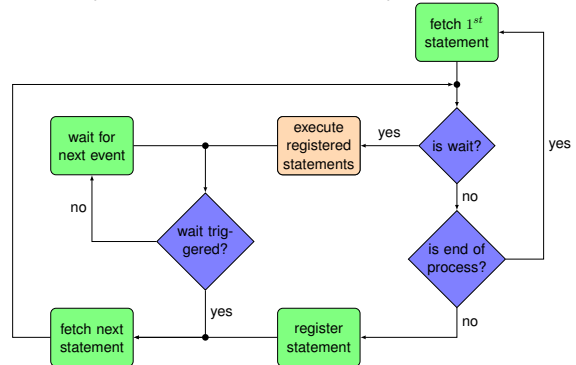 fetch 1st
statement
wait for
next event
execute
registered
statements
yes
is wait?
yes
no
no
wait trig-
gered?
is end of
process?
yes
no
fetch next
statement
register
statement